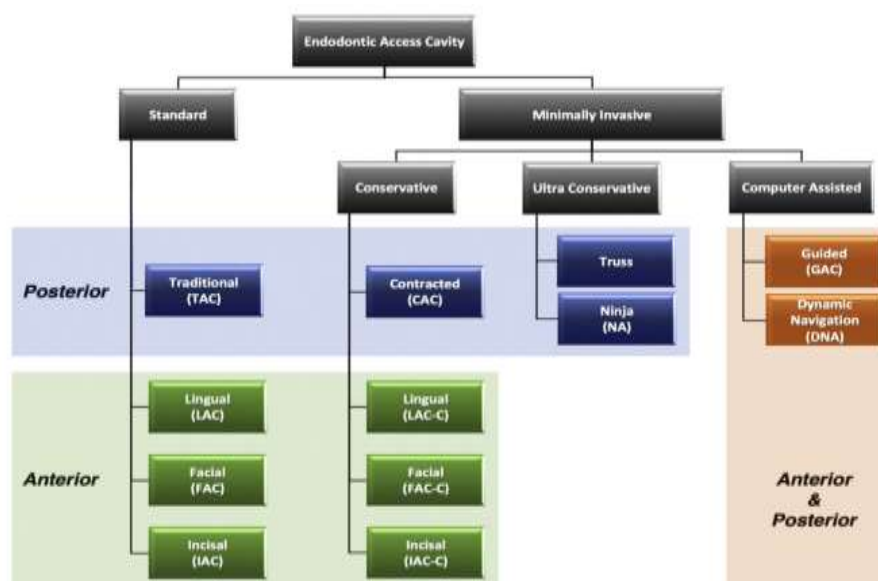 Endodontic Access Cavity
Standard
Minimally Invasive
Conservative
Ultra Conservative
Computer Assisted
Posterior
Traditional
(TAC)
Contracted
(CAC)
Truss
Ninja
(NA)
Guided
(GAC)
Dynamic
Navigation
(DNA)
Anterior
Lingual
(LAC)
Lingual
(LAC-C)
Facial
(FAC)
Facial
(FAC-C)
Incisal
(IAC)
Incisal
(IAC-C)
Anterior
&
Posterior